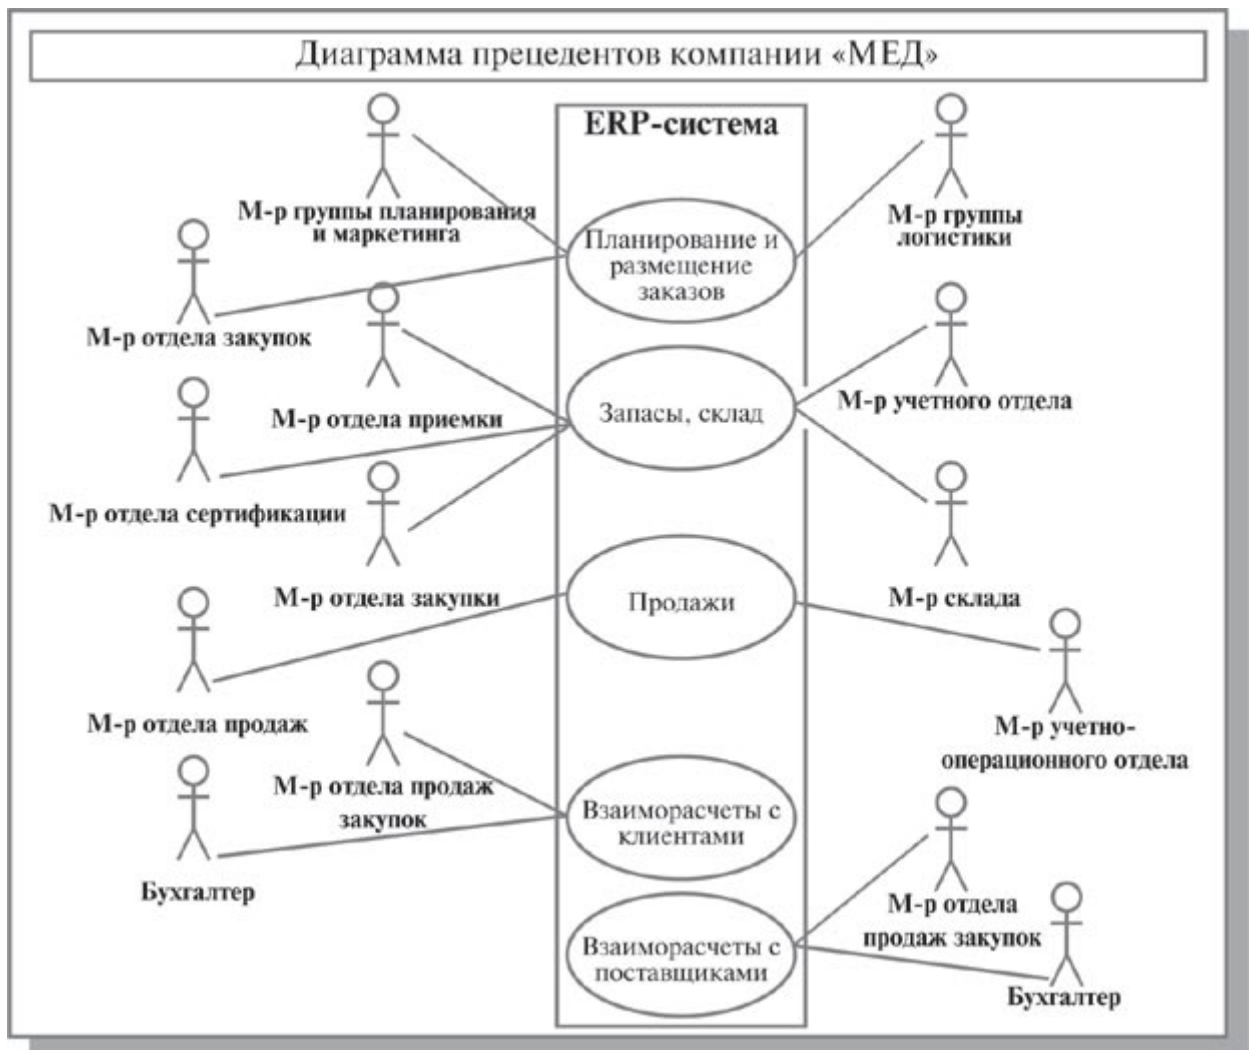 Диаграмма прецедентов компании «МЕД»
ERP-система
М-р группы планирования
и маркетинга
М-р группы
логистики
Планирование и
размещение
заказов
М-р отдела закупок
М-р отдела приемки
Запасы, склад
М-р учетного отдела
М-р отдела сертификации
М-р отдела закупки
Продажи
М-р склада
М-р отдела продаж
М-р учетно-
операционного отдела
М-р отдела продаж
закупок
Взаиморасчеты с
клиентами
Бухгалтер
М-р отдела
продаж закупок
Взаиморасчеты с
поставщиками
Бухгалтер